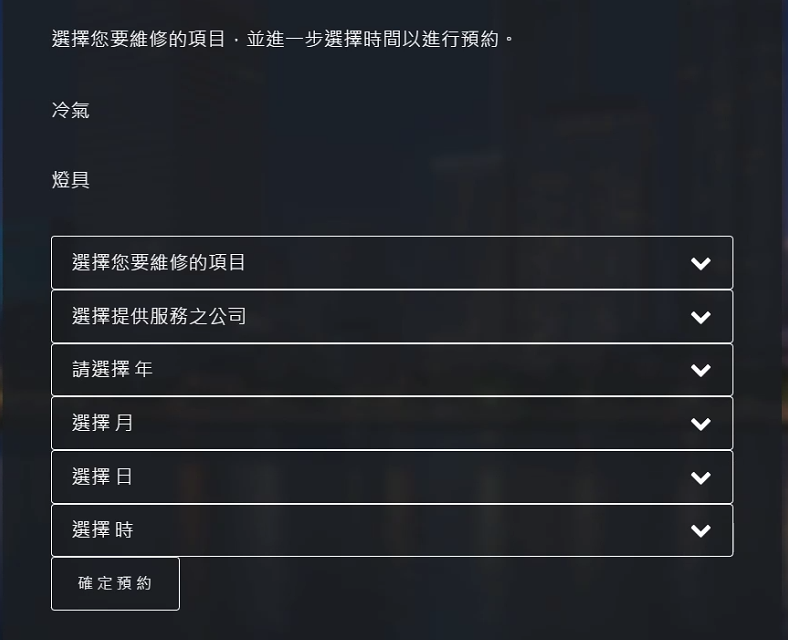 選擇您要維修的項目，並進一步選擇時間以進行預約。
冷氣
燈具
選擇您要維修的項目
選擇提供服務之公司
請選擇 年
選擇 月
選擇 日
選擇 時
確定預約